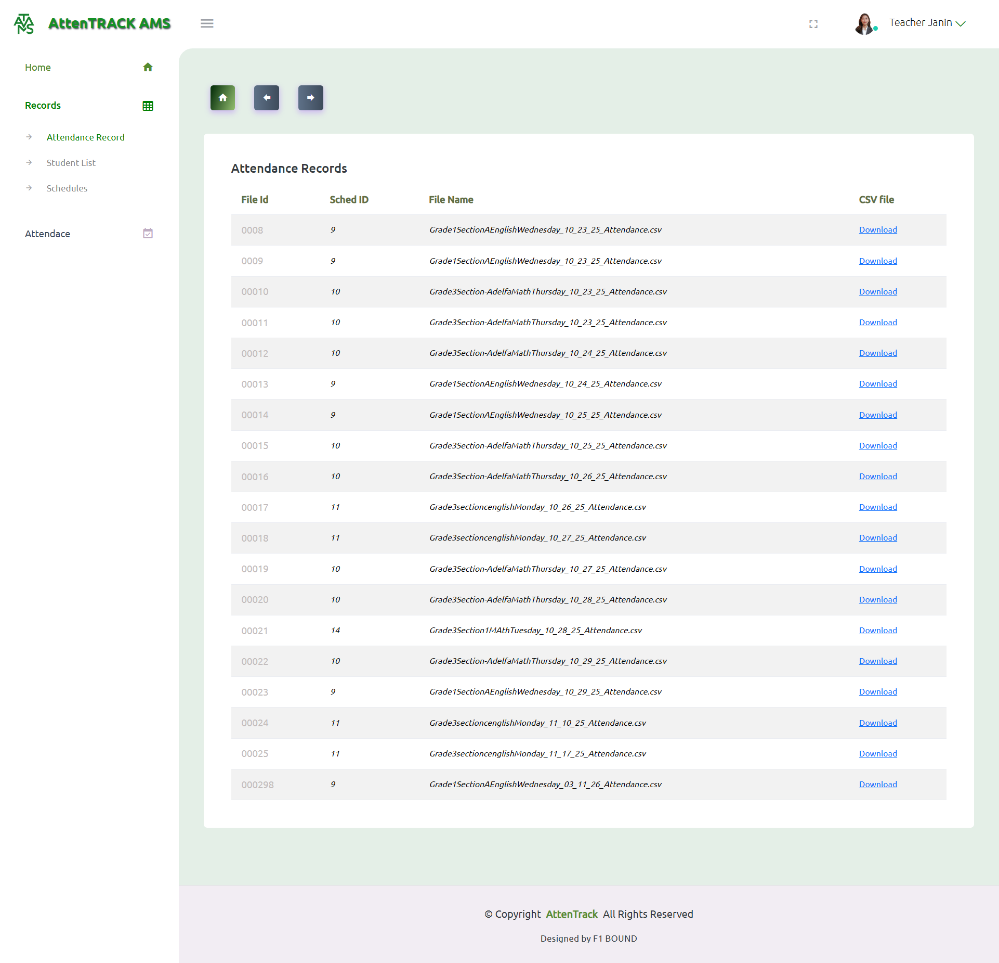 ATAMS
AttenTRACK AMS
Teacher Janin
Home
Records
Attendance Record
Student List
Schedules
Attendace
Attendance Records
File Id Sched ID File Name CSV file
0008 9 Grade1SectionAEnglishWednesday_10_23_25_Attendance.csv Download
0009 9 Grade1SectionAEnglishWednesday_10_23_25_Attendance.csv Download
00010 10 Grade3Section-AdelfaMathThursday_10_23_25_Attendance.csv Download
00011 10 Grade3Section-AdelfaMathThursday_10_23_25_Attendance.csv Download
00012 10 Grade3Section-AdelfaMathThursday_10_24_25_Attendance.csv Download
00013 9 Grade1SectionAEnglishWednesday_10_24_25_Attendance.csv Download
00014 9 Grade1SectionAEnglishWednesday_10_25_25_Attendance.csv Download
00015 10 Grade3Section-AdelfaMathThursday_10_25_25_Attendance.csv Download
00016 10 Grade3Section-AdelfaMathThursday_10_26_25_Attendance.csv Download
00017 11 Grade3sectioncenglishMonday_10_26_25_Attendance.csv Download
00018 11 Grade3sectioncenglishMonday_10_27_25_Attendance.csv Download
00019 10 Grade3Section-AdelfaMathThursday_10_27_25_Attendance.csv Download
00020 10 Grade3Section-AdelfaMathThursday_10_28_25_Attendance.csv Download
00021 14 Grade3Section1MAthTuesday_10_28_25_Attendance.csv Download
00022 10 Grade3Section-AdelfaMathThursday_10_29_25_Attendance.csv Download
00023 9 Grade1SectionAEnglishWednesday_10_29_25_Attendance.csv Download
00024 11 Grade3sectioncenglishMonday_11_10_25_Attendance.csv Download
00025 11 Grade3sectioncenglishMonday_11_17_25_Attendance.csv Download
000298 9 Grade1SectionAEnglishWednesday_03_11_26_Attendance.csv Download
© Copyright AttenTrack All Rights Reserved
Designed by F1 BOUND